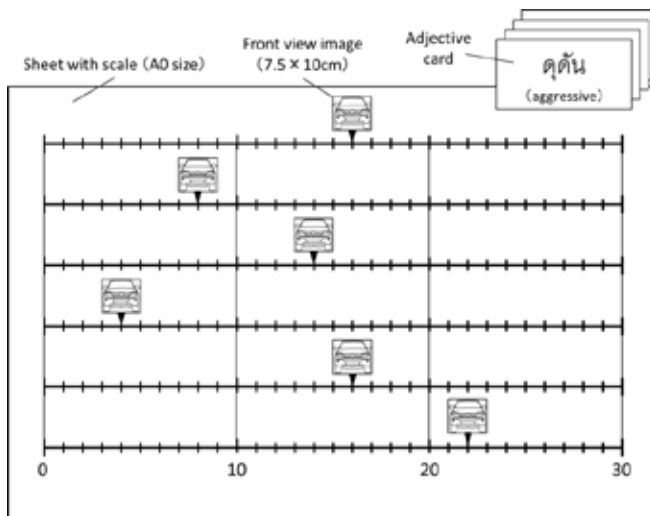 Sheet with scale (A0 size)
Front view image
(7.5 × 10cm)
Adjective
card
ดุดัน
(aggressive)
0 10 20 30